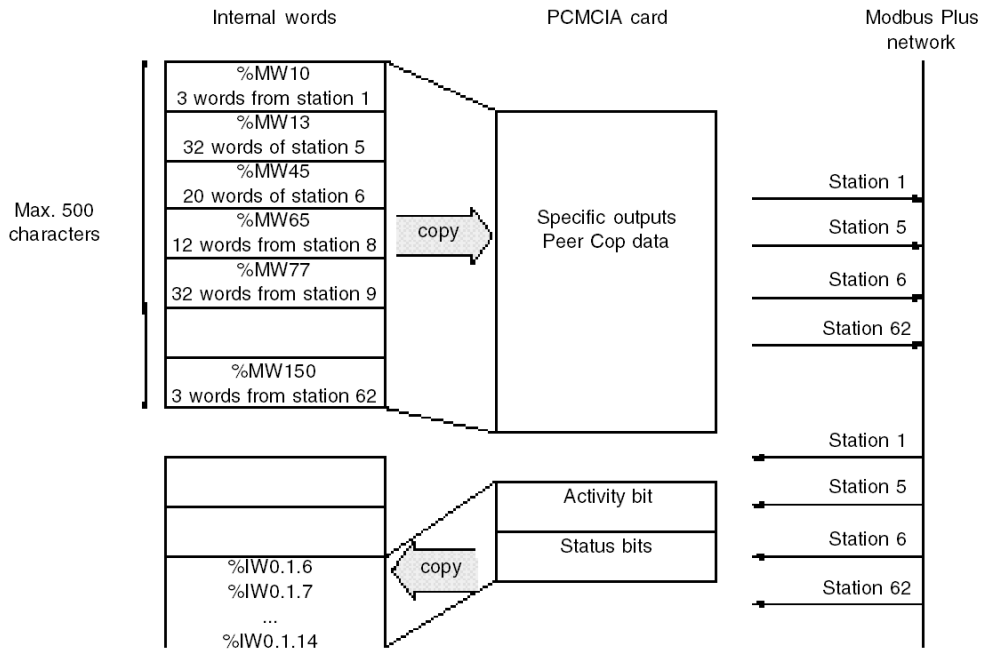 Internal words
PCMCIA card
Modbus Plus
network
Max. 500
characters
%MW10
3 words from station 1
%MW13
32 words of station 5
%MW45
20 words of station 6
%MW65
12 words from station 8
%MW77
32 words from station 9
%MW150
3 words from station 62
copy
Specific outputs
Peer Cop data
Station 1
Station 5
Station 6
Station 62
%IW0.1.6
%IW0.1.7
...
%IW0.1.14
copy
Activity bit
Status bits
Station 1
Station 5
Station 6
Station 62